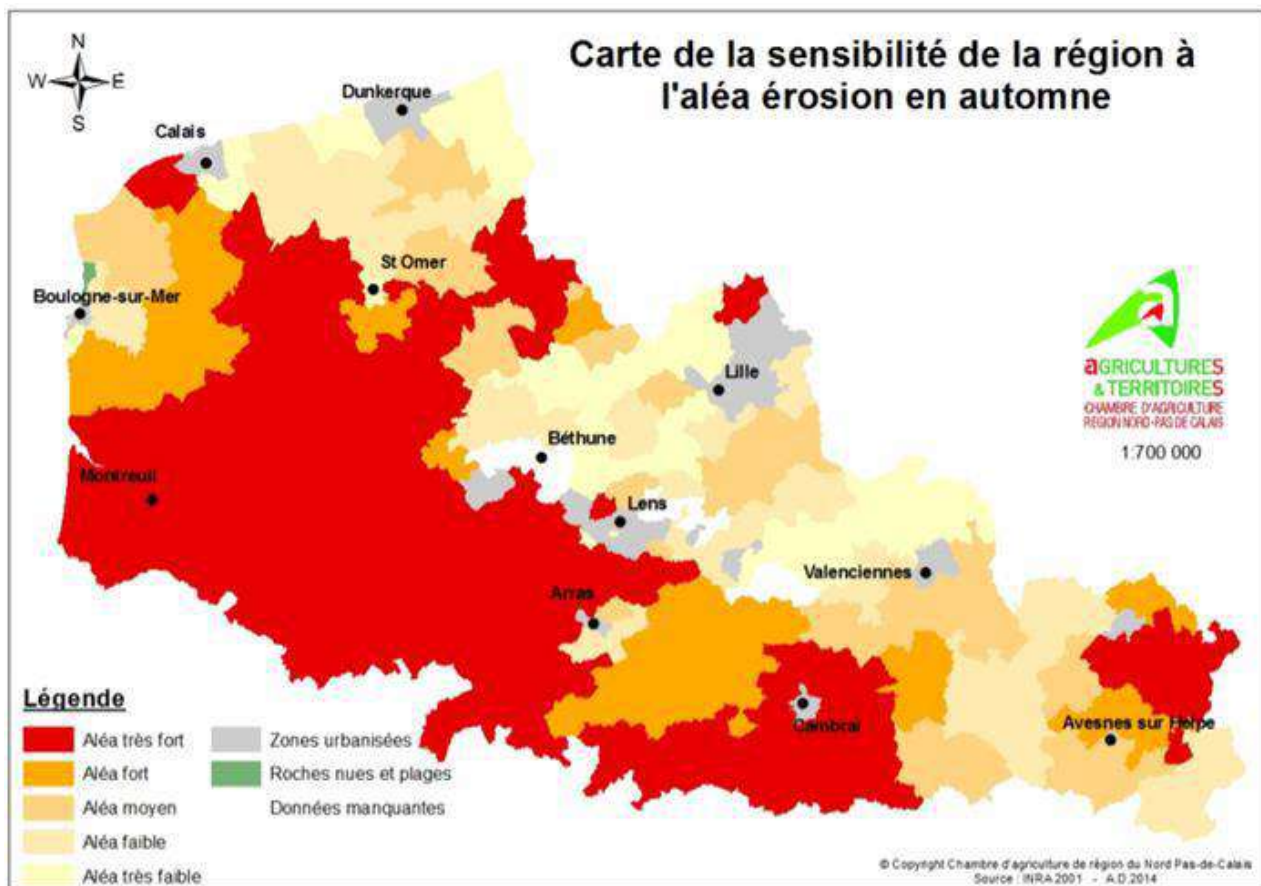 Carte de la sensibilité de la région à
l'aléa érosion en automne
N
W
E
S
Dunkerque
Calais
St Omer
Boulogne-sur-Mer
Lille
Béthune
Montreuil
Lens
Valenciennes
Arras
Cambrai
Avesnes sur Helpe
aGRICULTURES
& TERRITOIRES
CHAMBRE D'AGRICULTURE
RÉGION NORD-PAS DE CALAIS
1:700 000
Légende
Aléa très fort
Aléa fort
Aléa moyen
Aléa faible
Aléa très faible
Zones urbanisées
Roches nues et plages
Données manquantes
© Copyright Chambre d'agriculture de région du Nord Pas-de-Calais
Source : INRA 2001 - A.D.2014